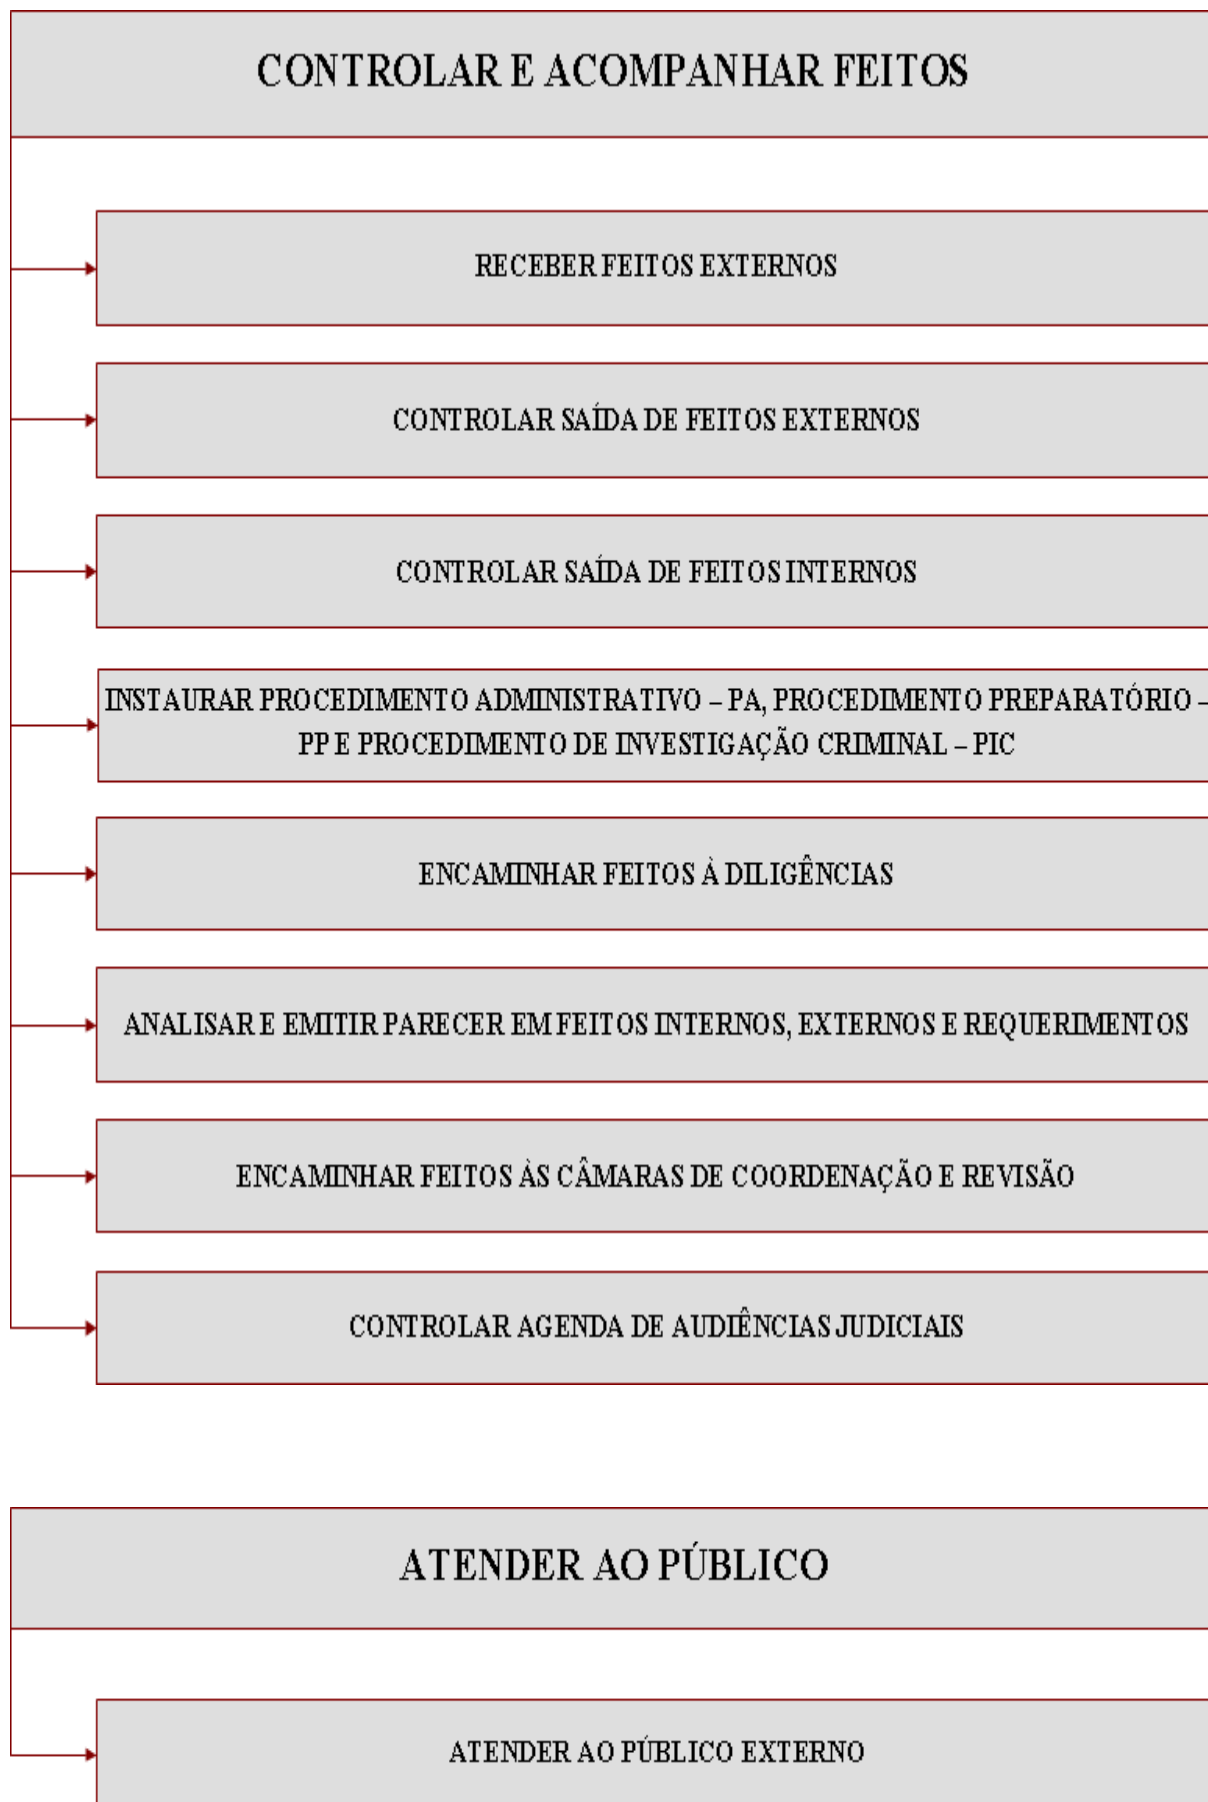 CONTROLAR E ACOMPANHAR FEITOS
RECEBER FEITOS EXTERNOS
CONTROLAR SAÍDA DE FEITOS EXTERNOS
CONTROLAR SAÍDA DE FEITOS INTERNOS
INSTAURAR PROCEDIMENTO ADMINISTRATIVO – PA, PROCEDIMENTO PREPARATÓRIO –
PP E PROCEDIMENTO DE INVESTIGAÇÃO CRIMINAL – PIC
ENCAMINHAR FEITOS À DILIGÊNCIAS
ANALISAR E EMITIR PARECER EM FEITOS INTERNOS, EXTERNOS E REQUERIMENTOS
ENCAMINHAR FEITOS ÀS CÂMARAS DE COORDENAÇÃO E REVISÃO
CONTROLAR AGENDA DE AUDIÊNCIAS JUDICIAIS
ATENDER AO PÚBLICO
ATENDER AO PÚBLICO EXTERNO